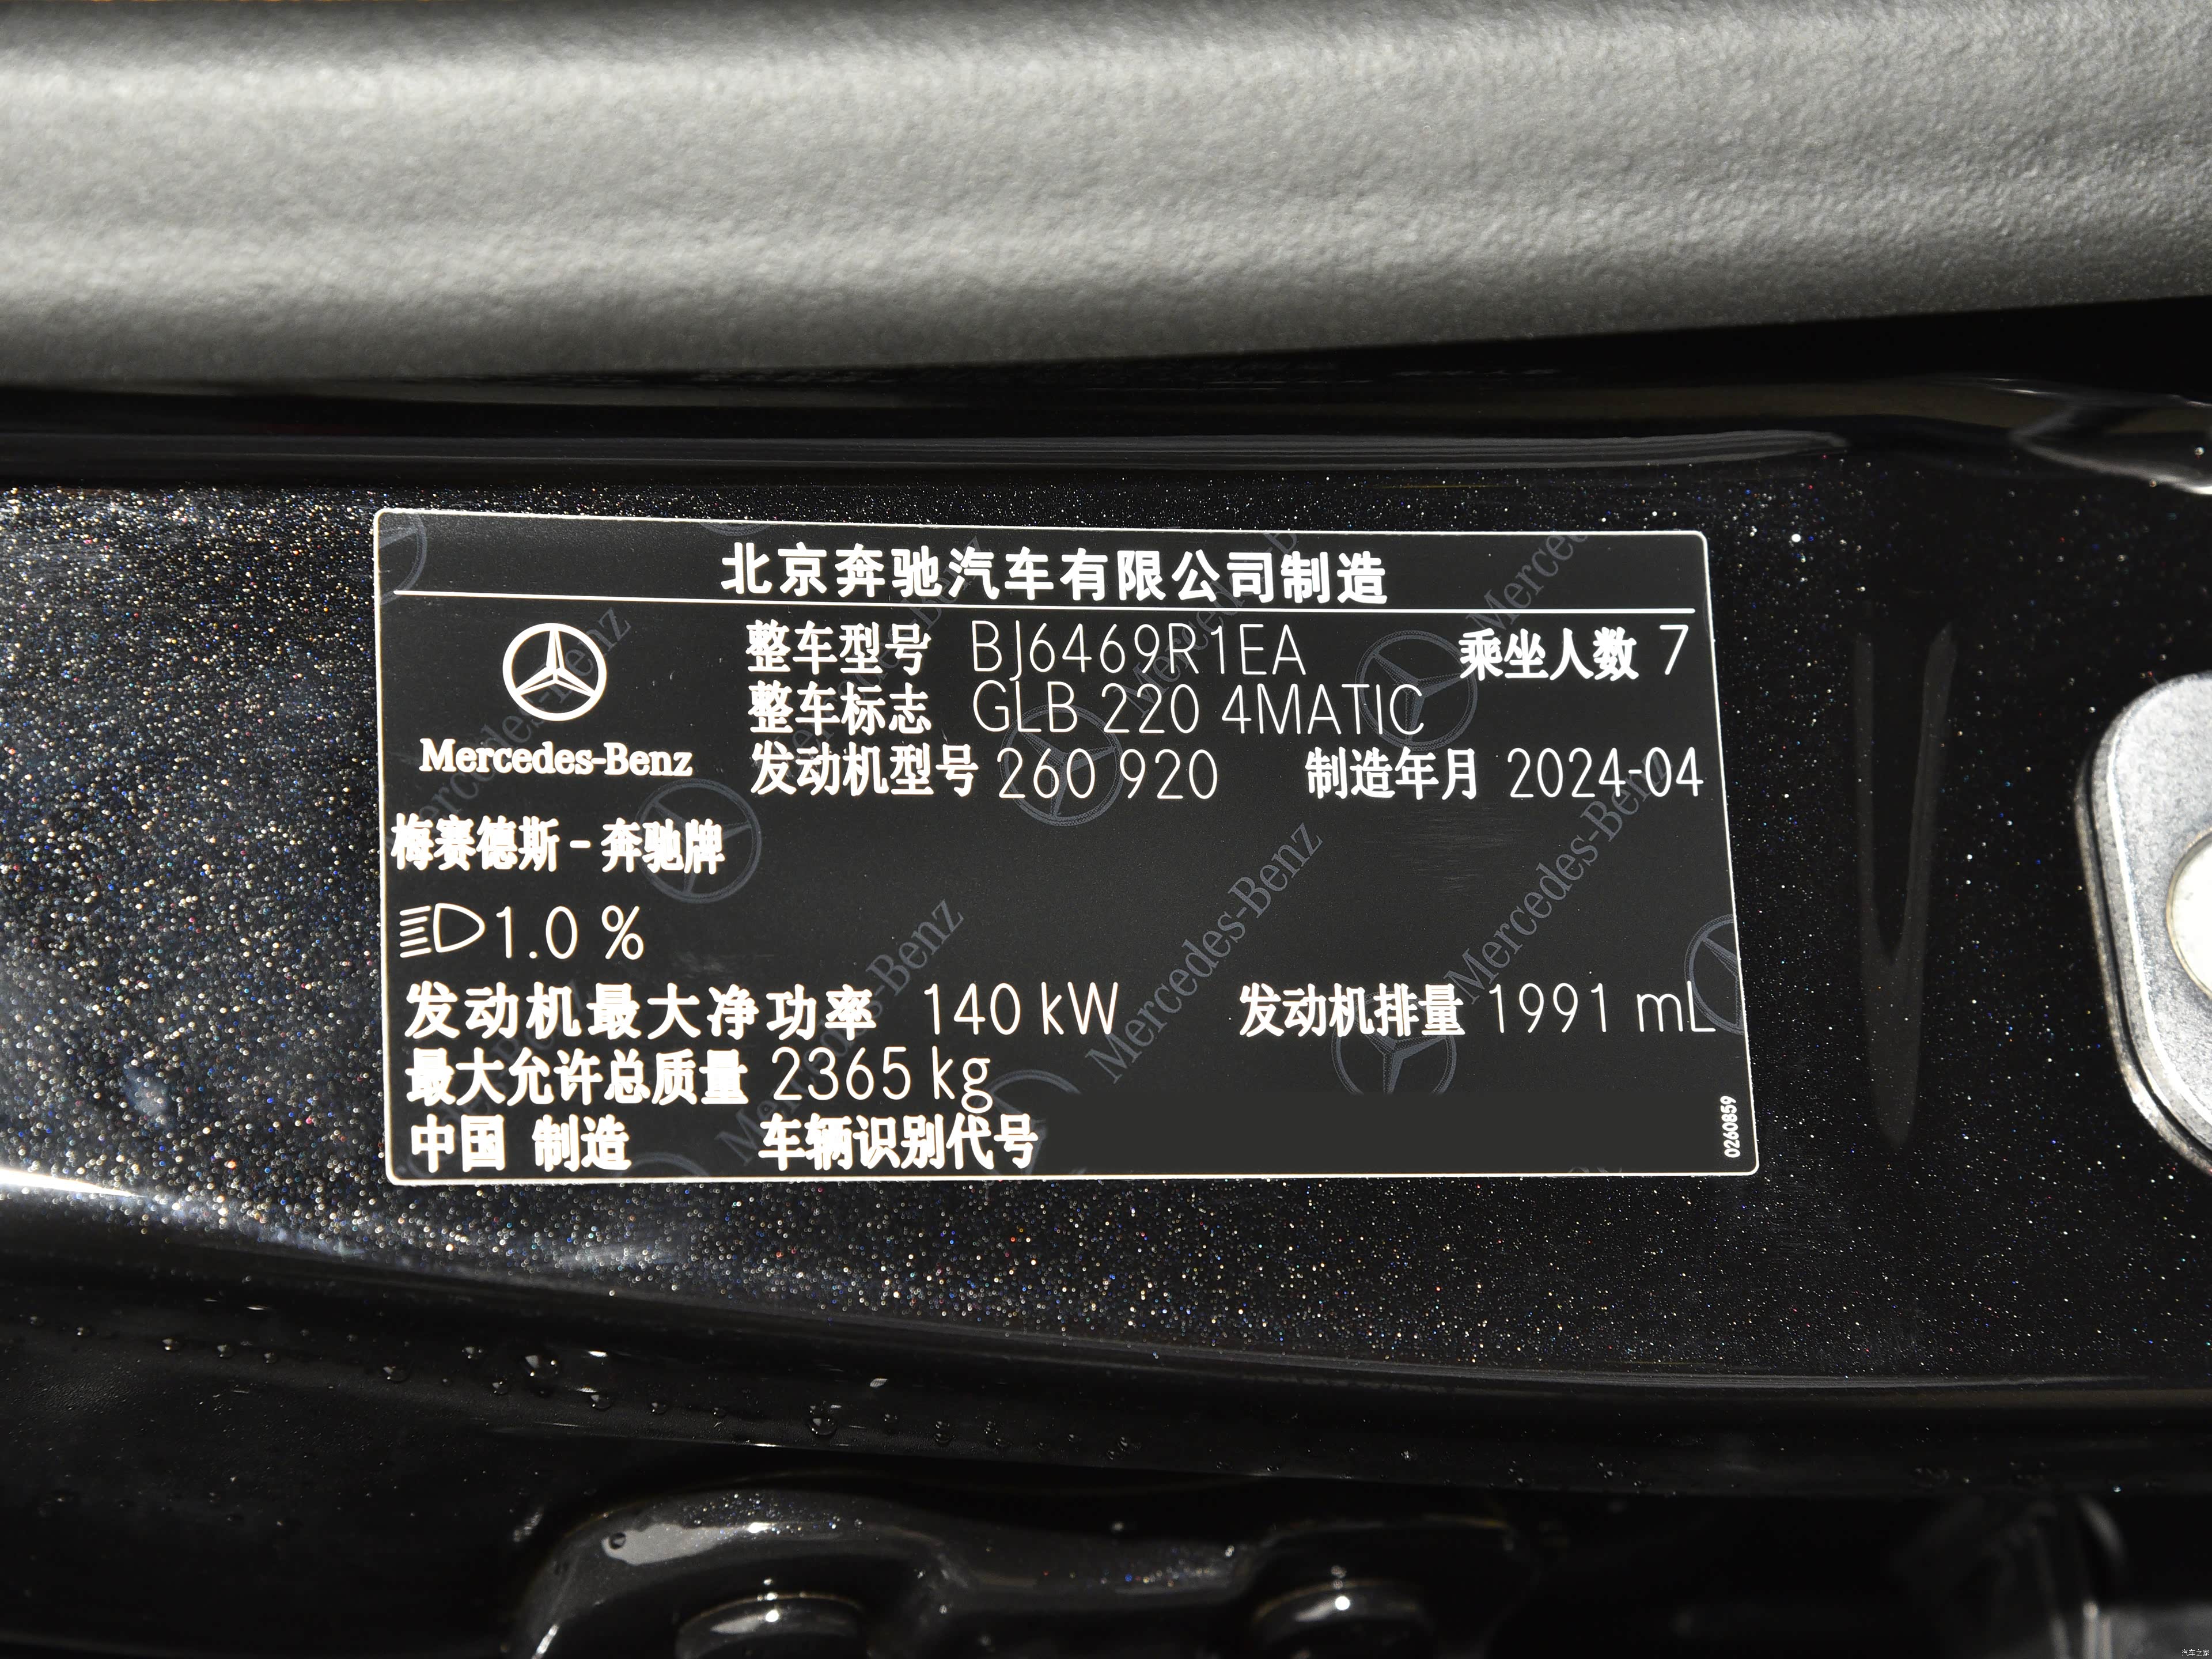 北京奔驰汽车有限公司制造
整车型号 BJ6469R1EA 乘坐人数 7
整车标志 GLB 220 4MATIC
Mercedes-Benz
发动机型号 260 920 制造年月 2024-04
梅赛德斯-奔驰牌
1.0 %
发动机最大净功率 140 kW 发动机排量 1991 mL
最大允许总质量 2365 kg
中国 制造 车辆识别代号
0260859
汽车之家